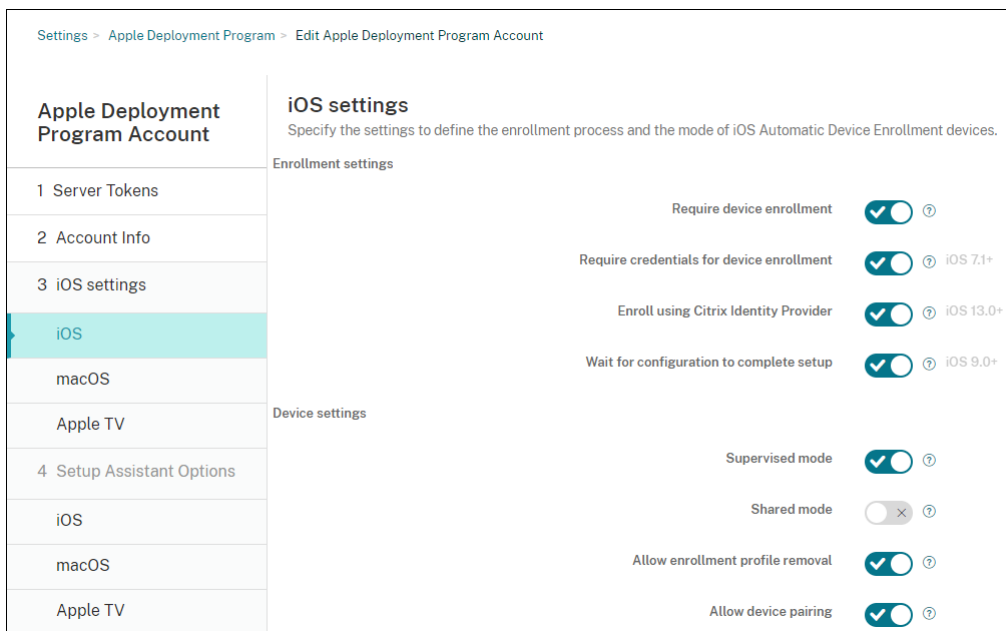 Settings > Apple Deployment Program > Edit Apple Deployment Program Account
Apple Deployment
Program Account
1 Server Tokens
2 Account Info
3 iOS settings
iOS
macOS
Apple TV
4 Setup Assistant Options
iOS
macOS
Apple TV
iOS settings
Specify the settings to define the enrollment process and the mode of iOS Automatic Device Enrollment devices.
Enrollment settings
Require device enrollment ?
Require credentials for device enrollment ? iOS 7.1+
Enroll using Citrix Identity Provider ? iOS 13.0+
Wait for configuration to complete setup ? iOS 9.0+
Device settings
Supervised mode ?
Shared mode ?
Allow enrollment profile removal ?
Allow device pairing ?